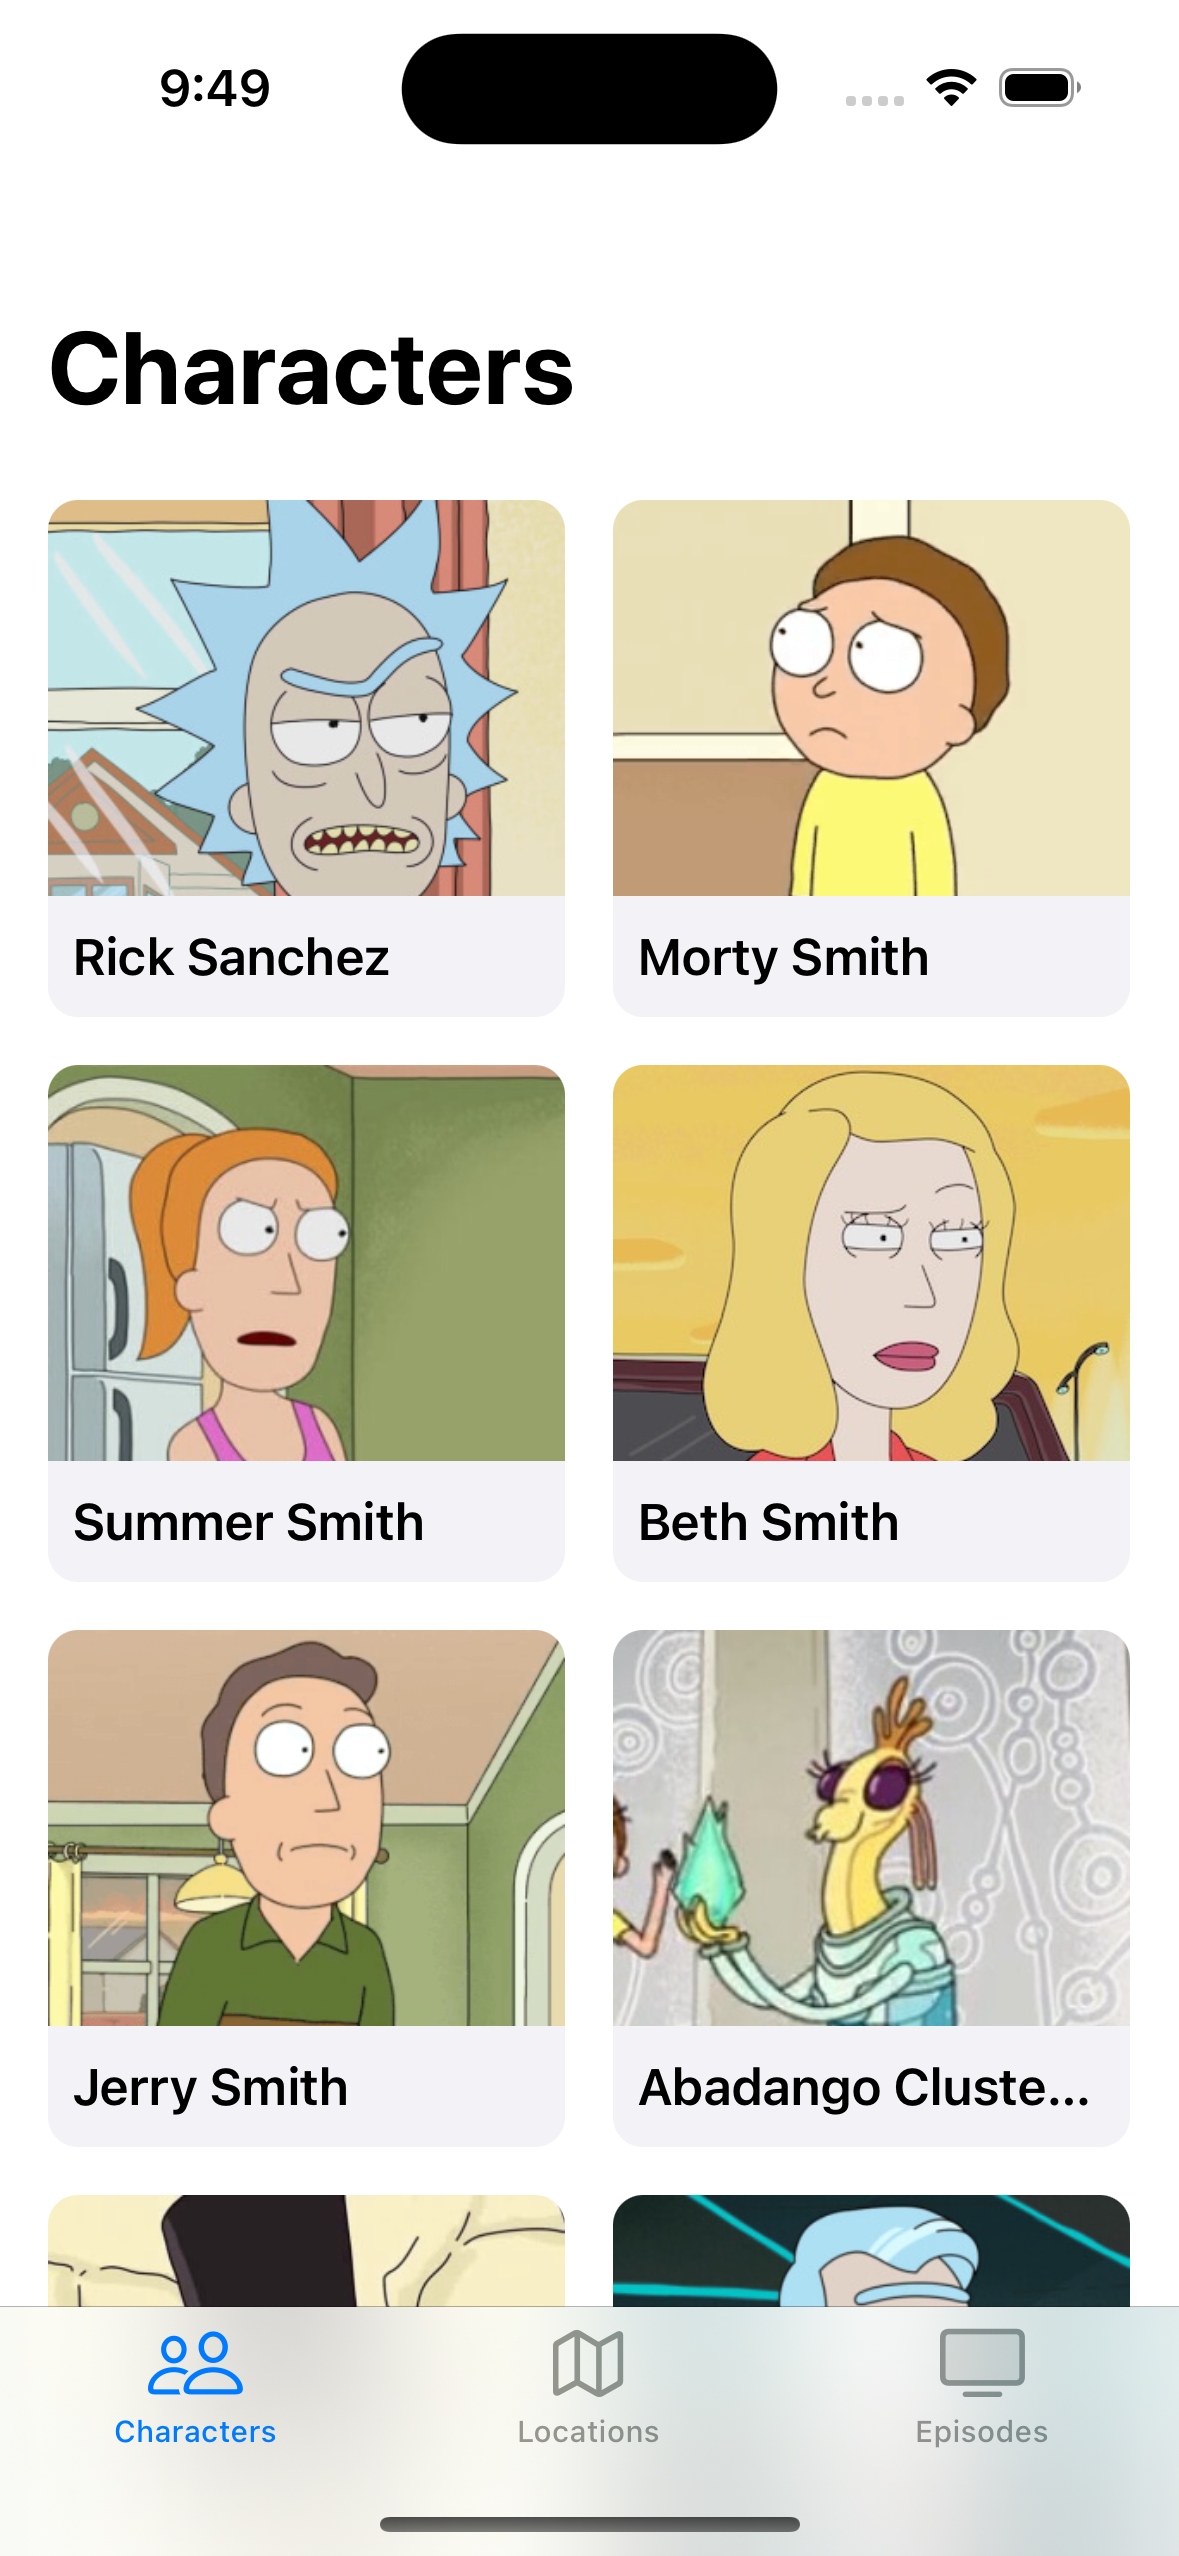 9:49
Characters
Rick Sanchez
Morty Smith
Summer Smith
Beth Smith
Jerry Smith
Abadango Cluste...
Characters
Locations
Episodes